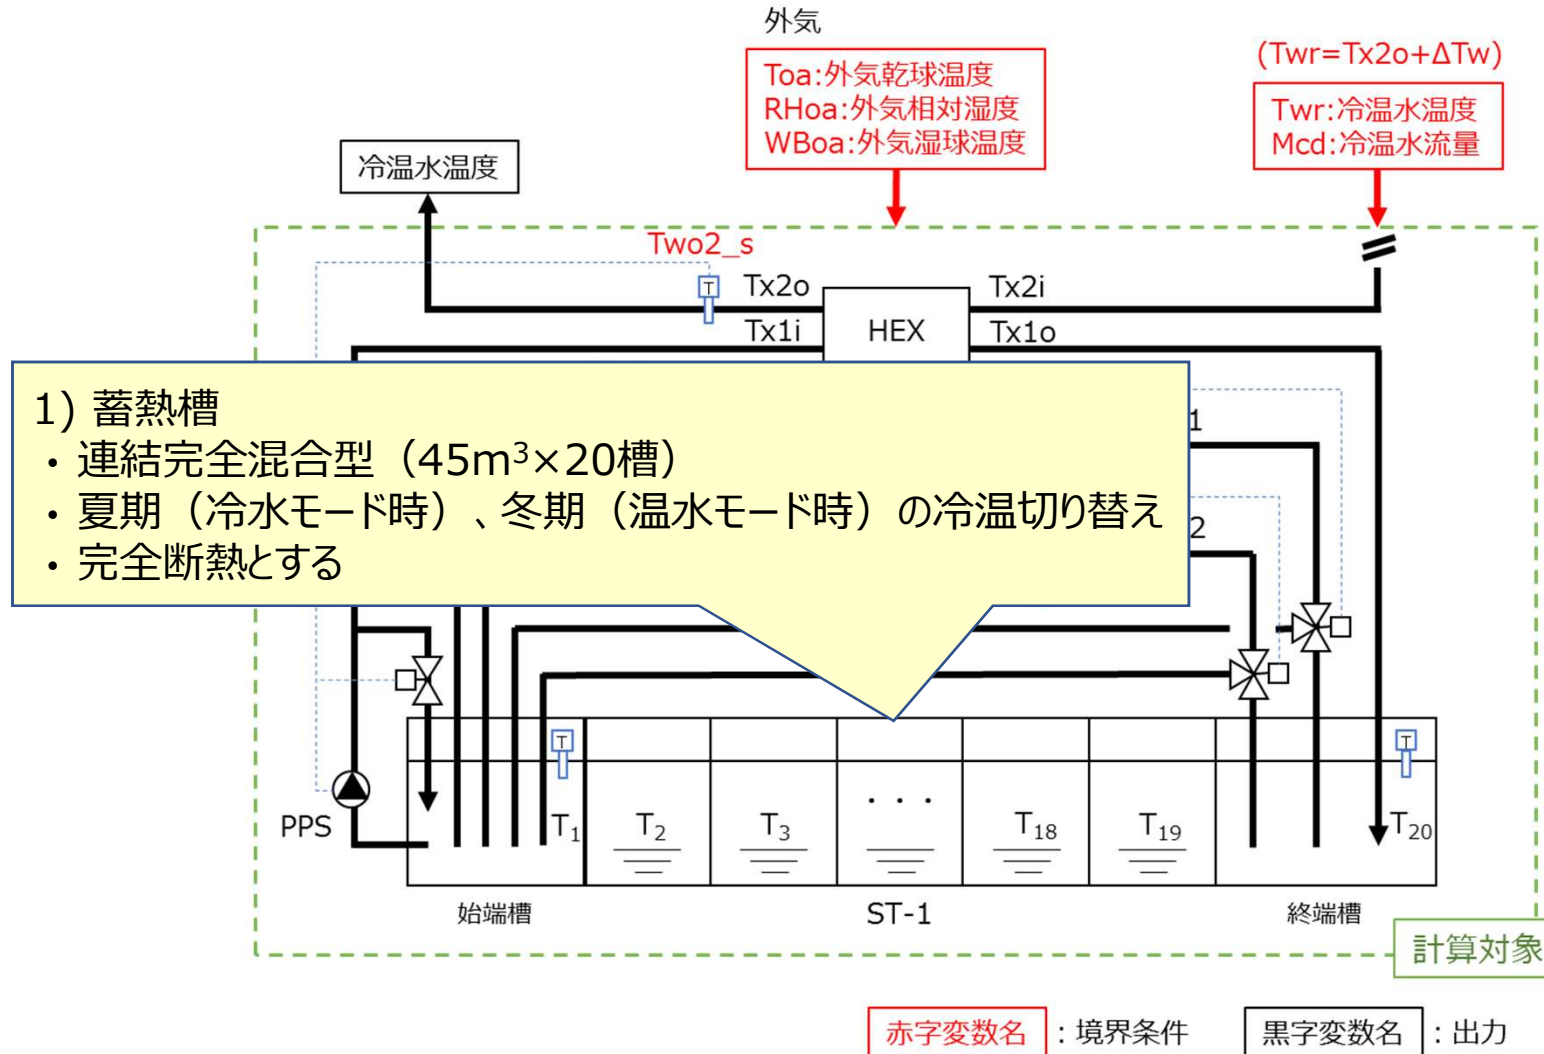 外気
Toa:外気乾球温度
RHoa:外気相対湿度
WBoa:外気湿球温度
(Twr=Tx2o+ΔTw)
Twr:冷温水温度
Mcd:冷温水流量
冷温水温度
Two2_s
T
Tx2o
Tx2i
HEX
Tx1i
Tx1o
1) 蓄熱槽
・連結完全混合型（45m³×20槽）
・夏期（冷水モード時）、冬期（温水モード時）の冷温切り替え
・完全断熱とする
1
2
T
T
PPS
T₁
T₂
T₃
・・・
T₁₈
T₁₉
T₂₀
始端槽
ST-1
終端槽
計算対象
赤字変数名：境界条件
黒字変数名：出力